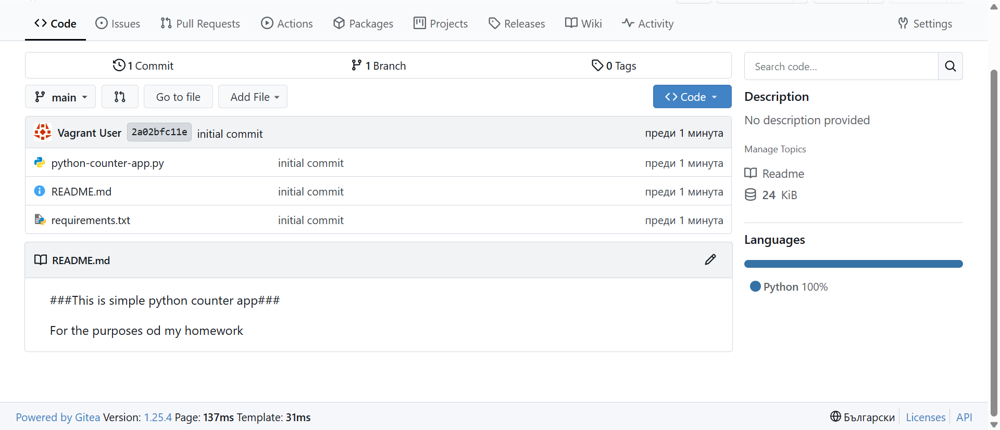 Code Issues Pull Requests Actions Packages Projects Releases Wiki Activity Settings
1 Commit 1 Branch 0 Tags
Search code...
main Go to file Add File Code
Description
No description provided
Vagrant User 2a02bfc11e initial commit преди 1 минута
Manage Topics
python-counter-app.py initial commit преди 1 минута
Readme
README.md initial commit преди 1 минута
24 KiB
requirements.txt initial commit преди 1 минута
Languages
README.md
Python 100%
###This is simple python counter app###
For the purposes od my homework
Powered by Gitea Version: 1.25.4 Page: 137ms Template: 31ms Български Licenses API